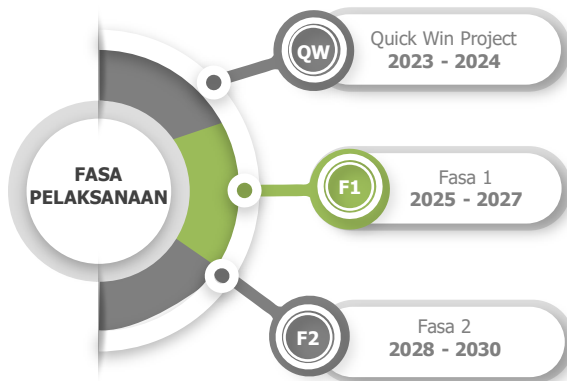 FASA
PELAKSANAAN
QW
Quick Win Project
2023 - 2024
F1
Fasa 1
2025 - 2027
F2
Fasa 2
2028 - 2030